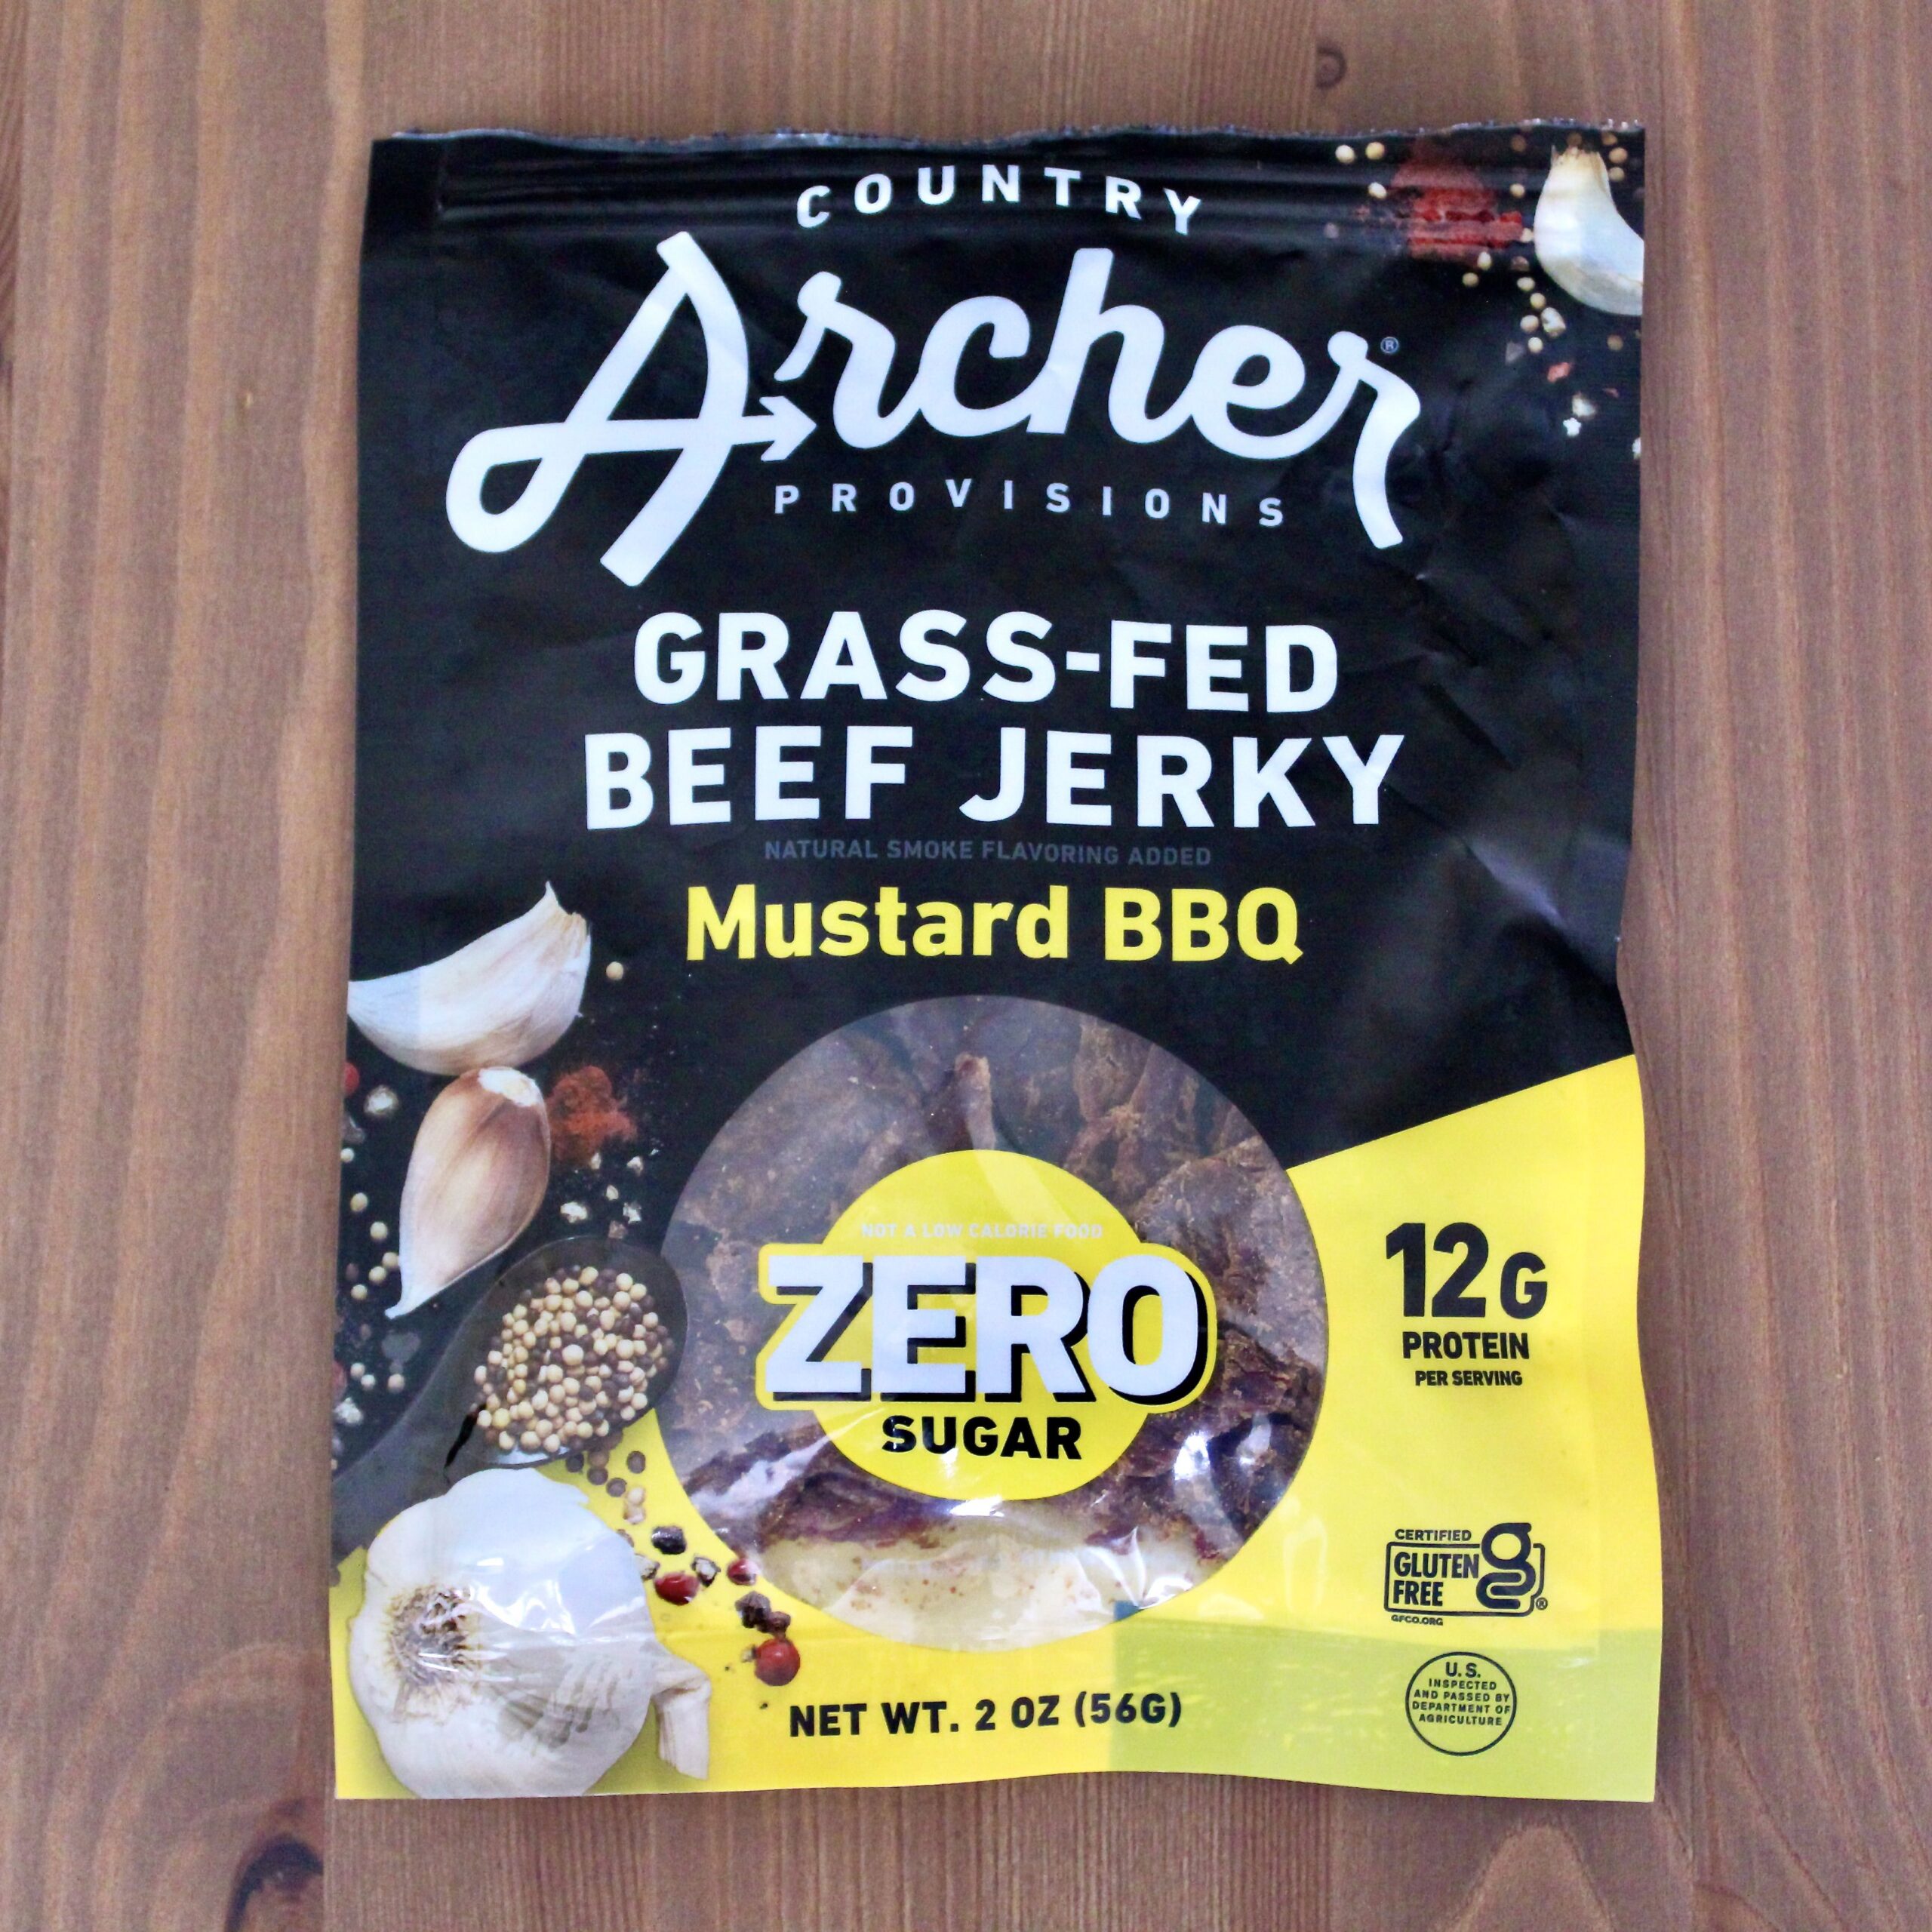 COUNTRY
Archer®
PROVISIONS
GRASS-FED
BEEF JERKY
NATURAL SMOKE FLAVORING ADDED
Mustard BBQ
NOT A LOW CALORIE FOOD
ZERO
SUGAR
12G
PROTEIN
PER SERVING
CERTIFIED
GLUTEN
FREE
g®
GFCO.ORG
U.S.
INSPECTED
AND PASSED BY
DEPARTMENT OF
AGRICULTURE
NET WT. 2 OZ (56G)